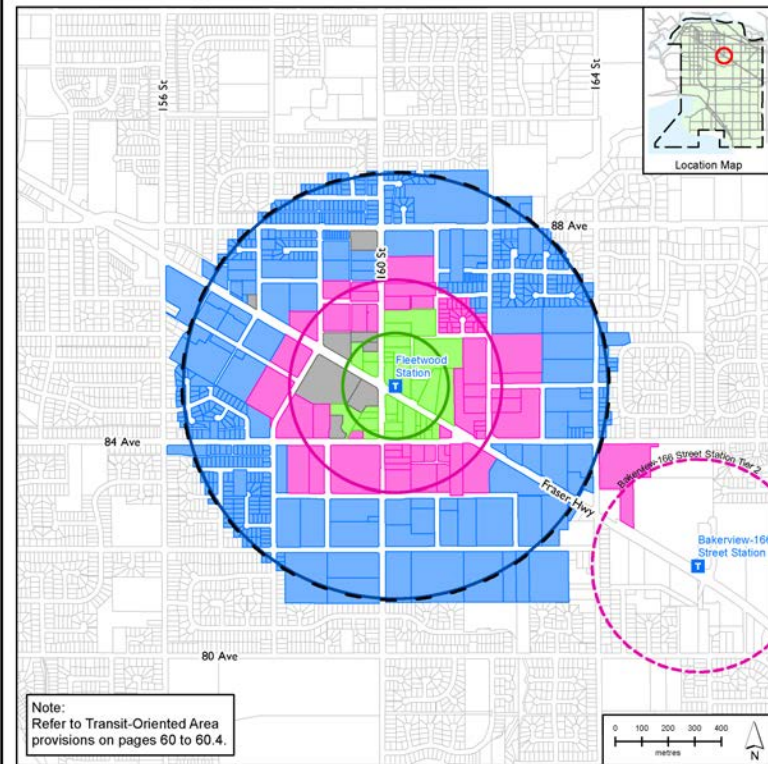 156 St
164 St
Location Map
88 Ave
160 St
Fleetwood
Station
T
84 Ave
Bakerview-166 Street Station Tier 2
Fraser Hwy
Bakerview-166
Street Station
T
80 Ave
Note:
Refer to Transit-Oriented Area
provisions on pages 60 to 60.4.
0 100 200 300 400
metres
N